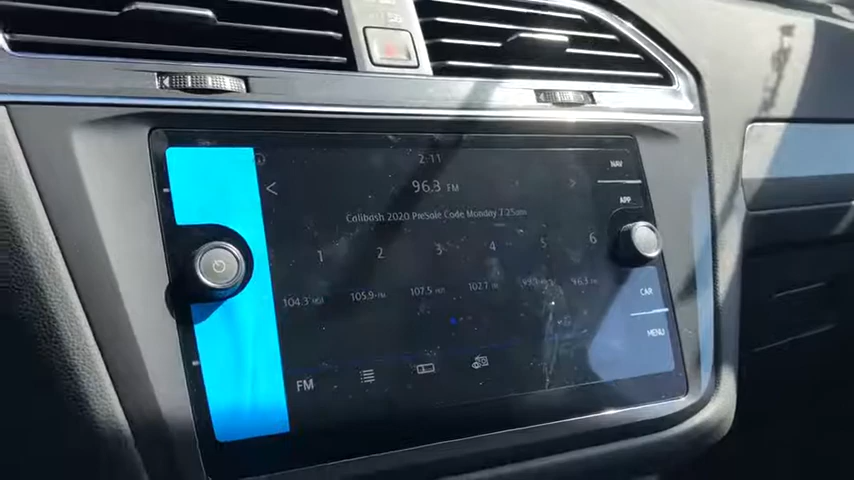 2:11
NAV
96.3 FM
APP
Calibash 2020 PreSale Code Monday 7:25am
1 2 3 4 5 6
104.3 105.9 107.5 102.7 96.3
CAR
MENU
FM